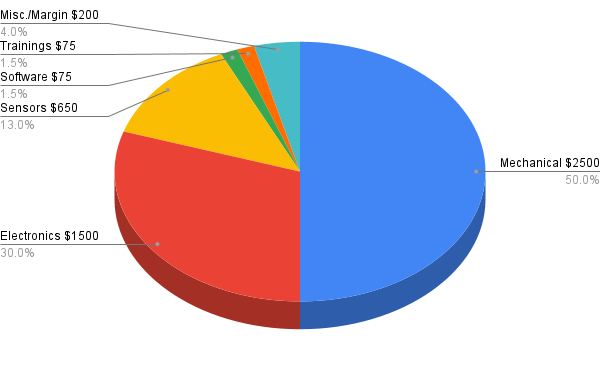 Misc./Margin $200
4.0%
Trainings $75
1.5%
Software $75
1.5%
Sensors $650
13.0%
Mechanical $2500
50.0%
Electronics $1500
30.0%